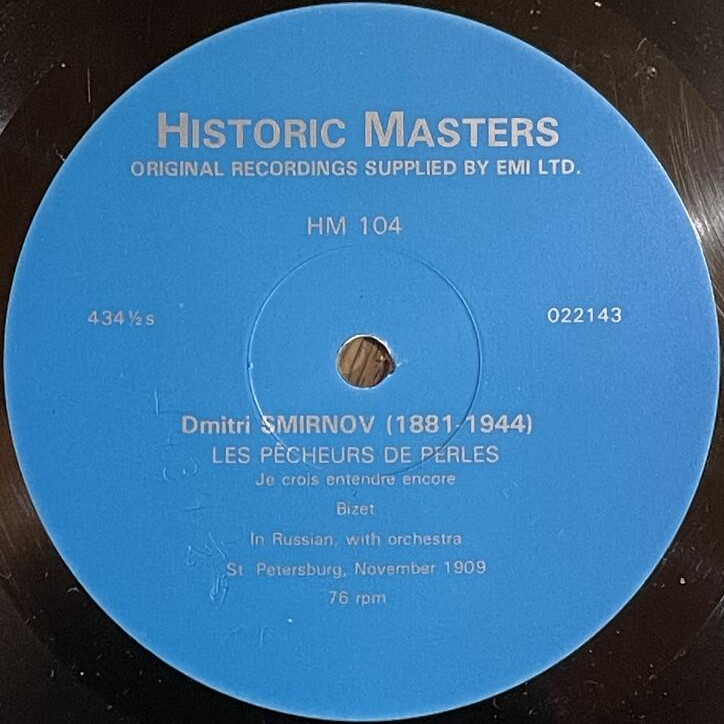 HISTORIC MASTERS
ORIGINAL RECORDINGS SUPPLIED BY EMI LTD.
HM 104
434½s 022143
Dmitri SMIRNOV (1881-1944)
LES PÊCHEURS DE PERLES
Je crois entendre encore
Bizet
In Russian, with orchestra
St Petersburg, November 1909
76 rpm